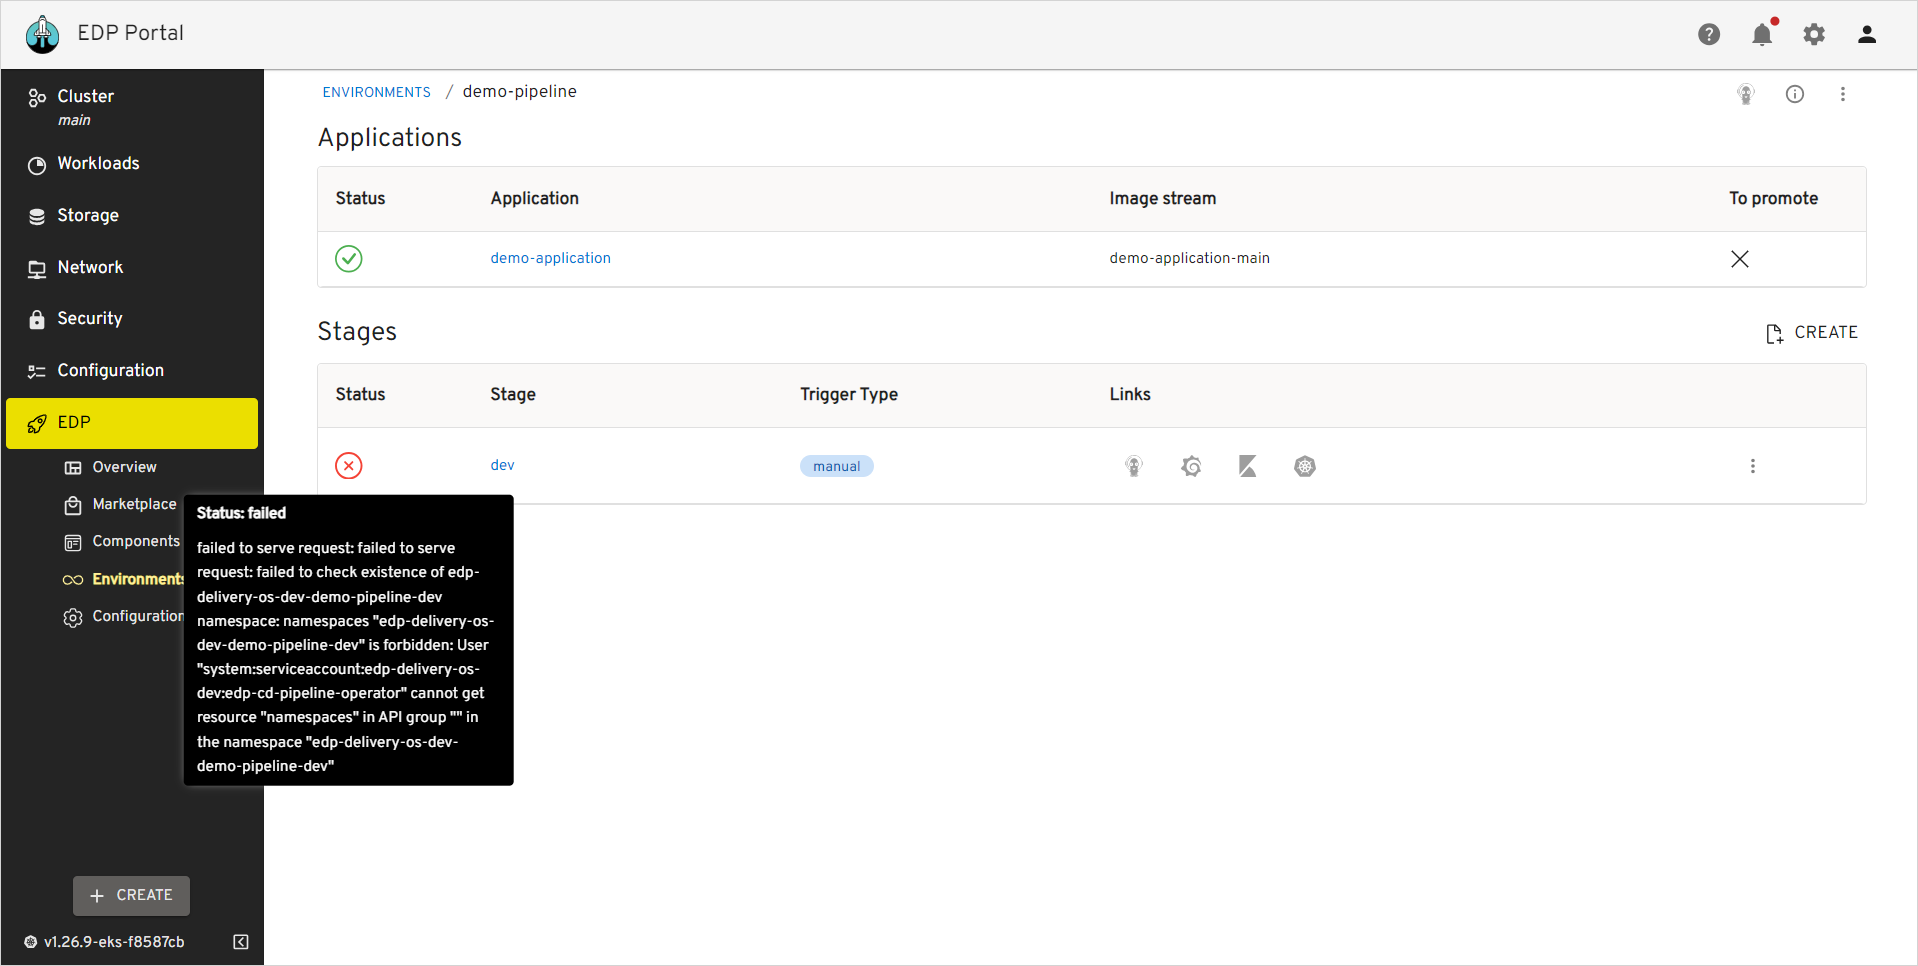 EDP Portal
Cluster
main
Workloads
Storage
Network
Security
Configuration
EDP
Overview
Marketplace
Components
Environments
Configuration
CREATE
v1.26.9-eks-f8587cb
ENVIRONMENTS / demo-pipeline
Applications
Status Application Image stream To promote
demo-application demo-application-main
Stages
CREATE
Status Stage Trigger Type Links
dev manual
Status: failed
failed to serve request: failed to serve
request: failed to check existence of edp-
delivery-os-dev-demo-pipeline-dev
namespace: namespaces "edp-delivery-os-
dev-demo-pipeline-dev" is forbidden: User
"system:serviceaccount:edp-delivery-os-
dev:edp-cd-pipeline-operator" cannot get
resource "namespaces" in API group "" in
the namespace "edp-delivery-os-dev-
demo-pipeline-dev"